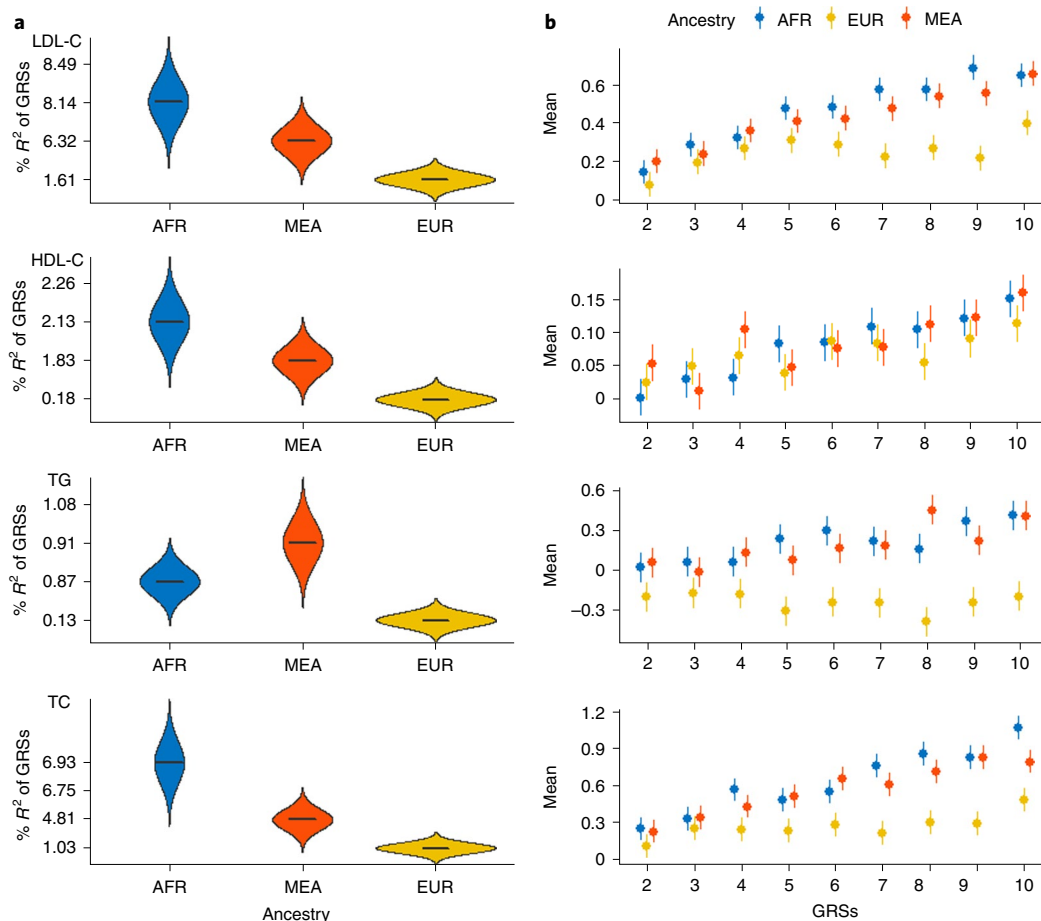 a
LDL-C
% R² of GRSs
8.49
8.14
6.32
1.61
AFR MEA EUR
HDL-C
% R² of GRSs
2.26
2.13
1.83
0.18
AFR MEA EUR
TG
% R² of GRSs
1.08
0.91
0.87
0.13
AFR MEA EUR
TC
% R² of GRSs
6.93
6.75
4.81
1.03
AFR MEA EUR
Ancestry
b
Ancestry AFR EUR MEA
Mean
0.6
0.4
0.2
0
2 3 4 5 6 7 8 9 10
Mean
0.15
0.10
0.05
0
2 3 4 5 6 7 8 9 10
Mean
0.6
0.3
0
−0.3
2 3 4 5 6 7 8 9 10
Mean
1.2
0.9
0.6
0.3
0
2 3 4 5 6 7 8 9 10
GRSs